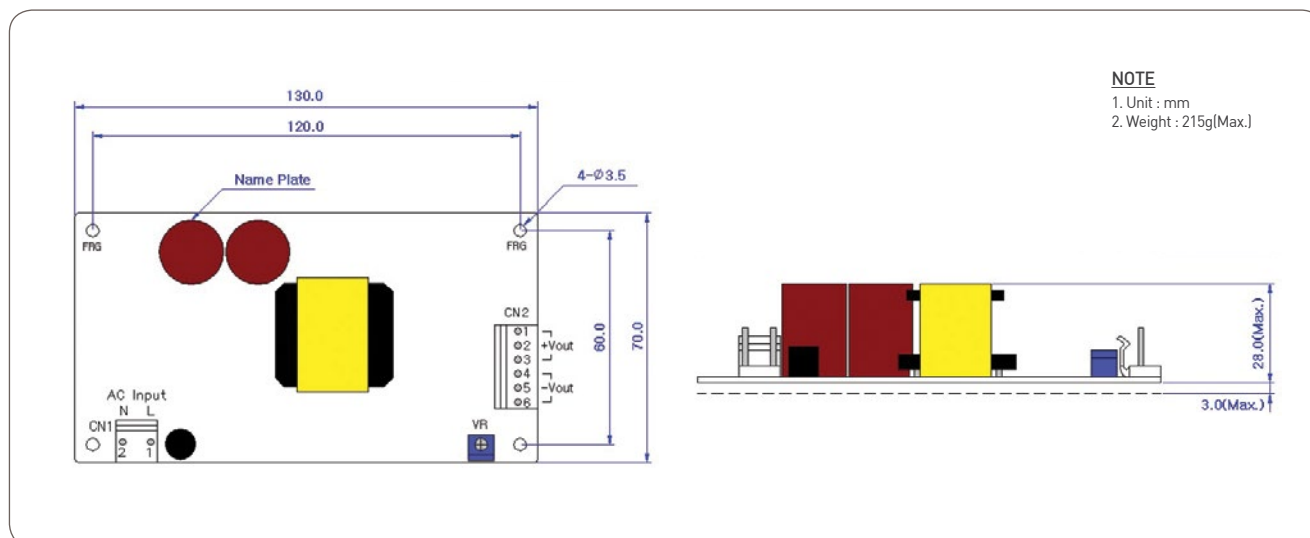 NOTE
1. Unit : mm
2. Weight : 215g(Max.)
130.0
120.0
Name Plate
4-Ø3.5
FRG
FRG
CN2
1
2 +Vout
3
4
5 -Vout
6
60.0
70.0
AC Input
N L
CN1
2 1
VR
28.0(Max.)
3.0(Max.)